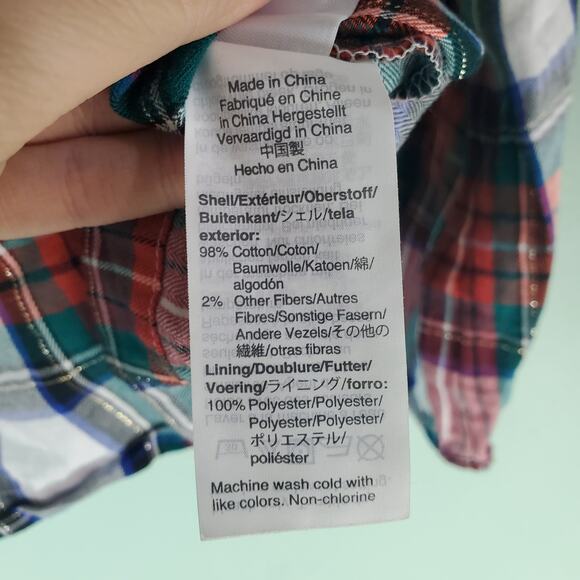 Made in China
Fabriqué en Chine
in China Hergestellt
Vervaardigd in China
中国製
Hecho en China
Shell/Extérieur/Oberstoff/
Buitenkant/シェル/tela
exterior:
98% Cotton/Coton/
Baumwolle/Katoen/綿/
algodón
2% Other Fibers/Autres
Fibres/Sonstige Fasern/
Andere Vezels/その他の
繊維/otras fibras
Lining/Doublure/Futter/
Voering/ライニング/forro:
100% Polyester/Polyester/
Polyester/Polyester/
ポリエステル/
poliéster
Machine wash cold with
like colors. Non-chlorine